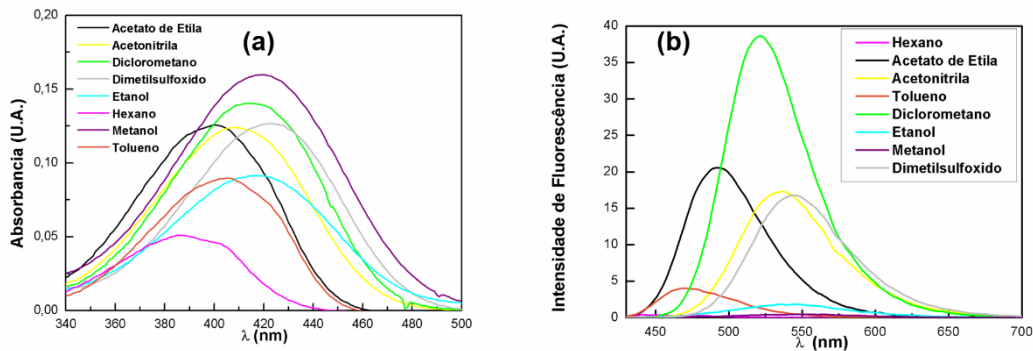 (a)
Acetato de Etila
Acetonitrila
Diclorometano
Dimetilsulfoxido
Etanol
Hexano
Metanol
Tolueno
Absorbancia (U.A.)
0,20
0,15
0,10
0,05
0,00
340 360 380 400 420 440 460 480 500
λ (nm)
(b)
Hexano
Acetato de Etila
Acetonitrila
Tolueno
Diclorometano
Etanol
Metanol
Dimetilsulfoxido
Intensidade de Fluorescência (U.A.)
40
35
30
25
20
15
10
5
0
450 500 550 600 650 700
λ (nm)